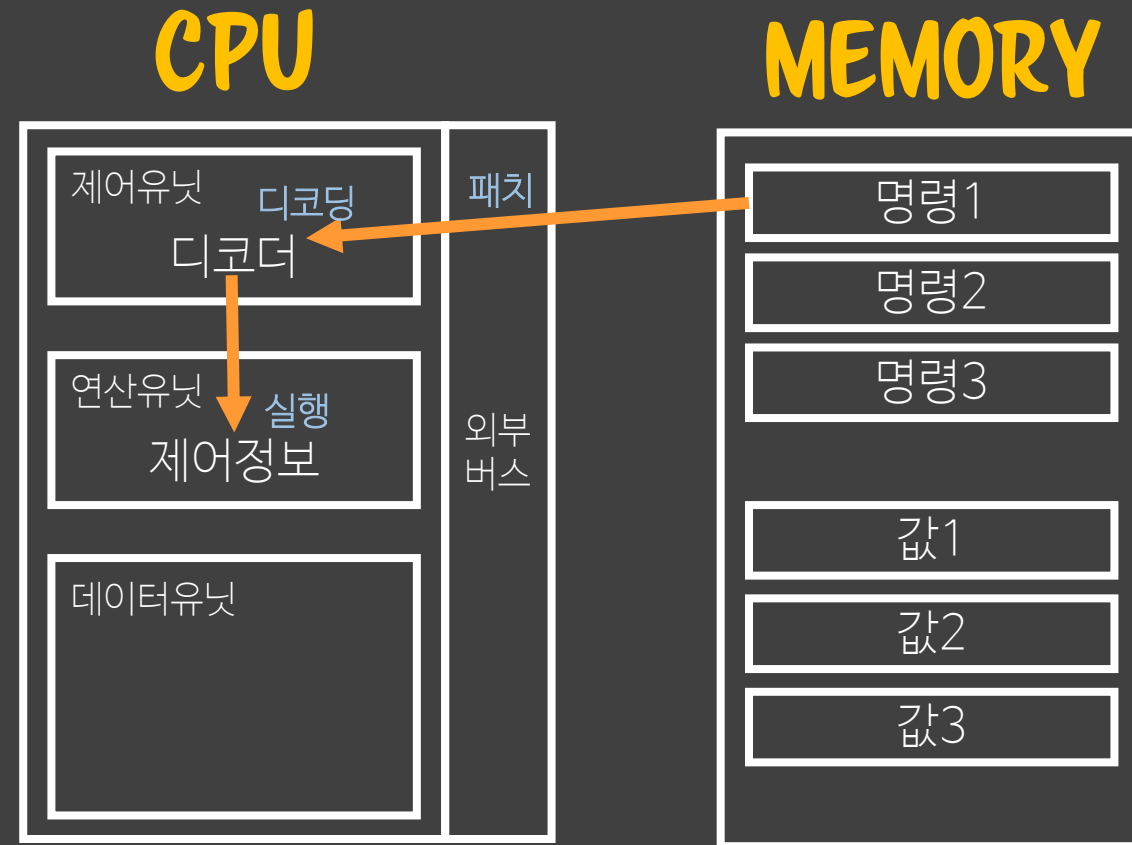 CPU
제어유닛
디코딩
디코더
연산유닛
실행
제어정보
데이터유닛
패치
외부
버스
MEMORY
명령1
명령2
명령3
값1
값2
값3